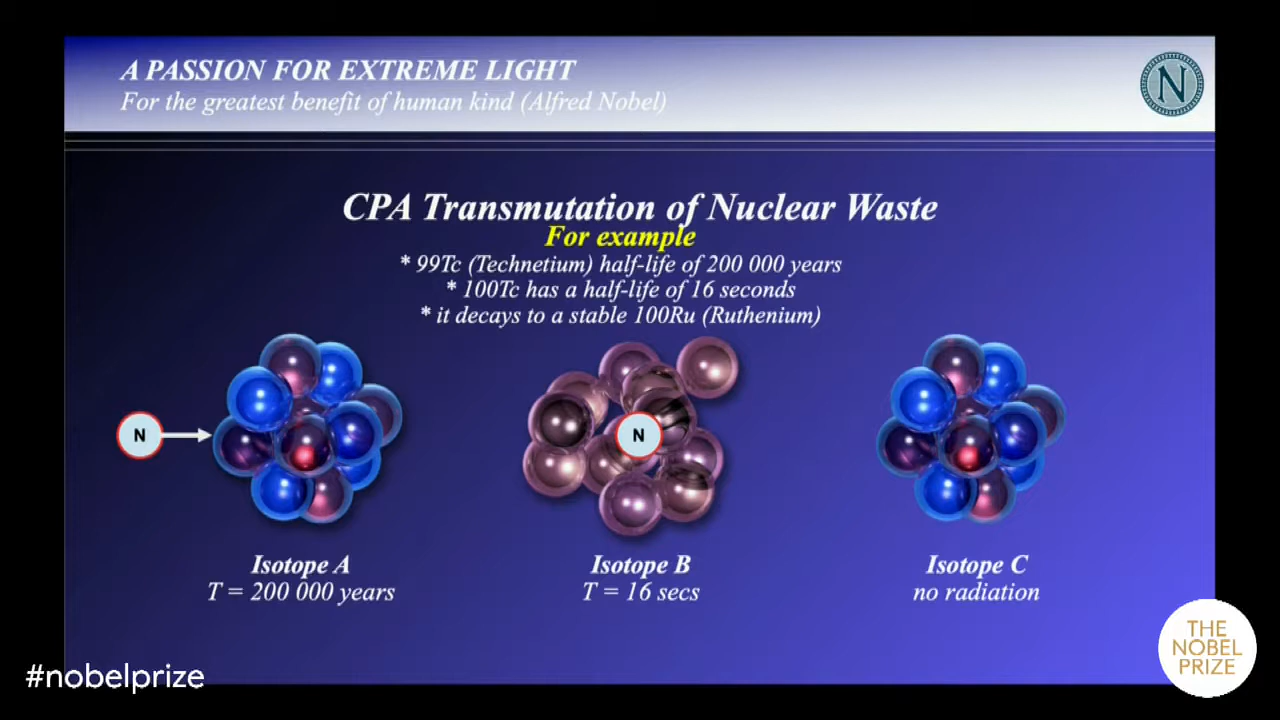 A PASSION FOR EXTREME LIGHT
For the greatest benefit of human kind (Alfred Nobel)
N
CPA Transmutation of Nuclear Waste
For example
* 99Tc (Technetium) half-life of 200 000 years
* 100Tc has a half-life of 16 seconds
* it decays to a stable 100Ru (Ruthenium)
N
N
Isotope A
T = 200 000 years
Isotope B
T = 16 secs
Isotope C
no radiation
#nobelprize
THE
NOBEL
PRIZE